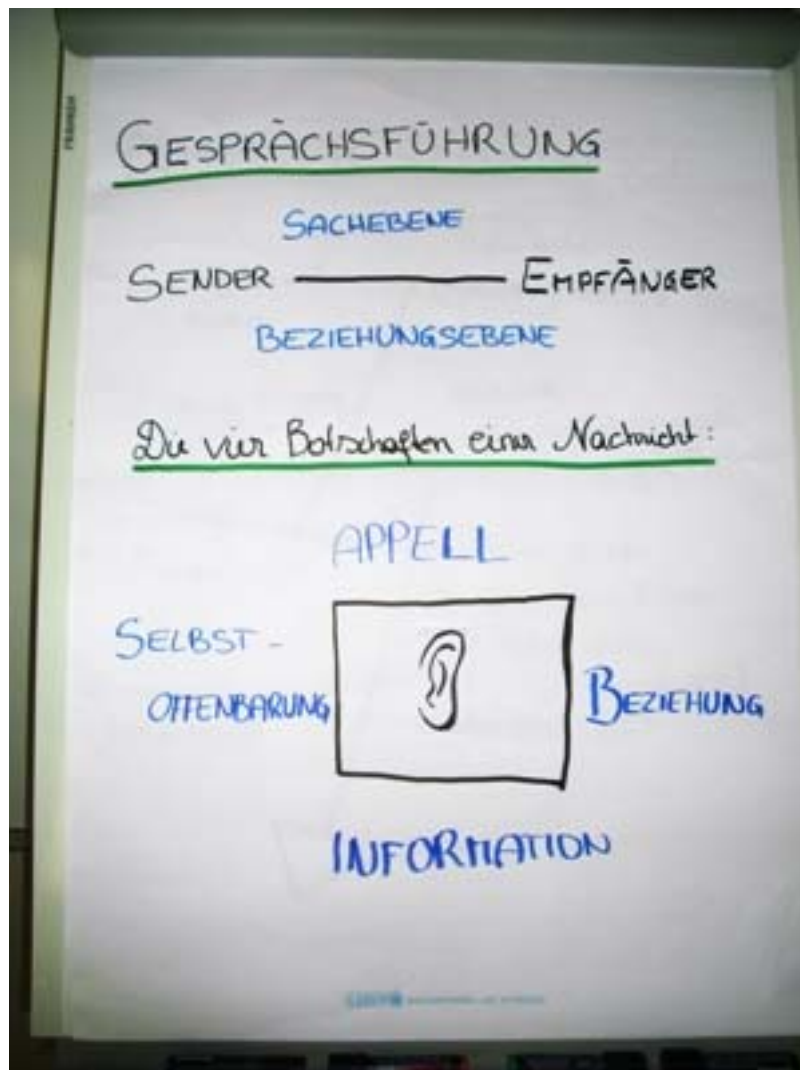 GESPRÄCHSFÜHRUNG
SACHEBENE
SENDER EMPFÄNGER
BEZIEHUNGSEBENE
Die vier Botschaften einer Nachricht:
APPELL
SELBST-
OFFENBARUNG
BEZIEHUNG
INFORMATION